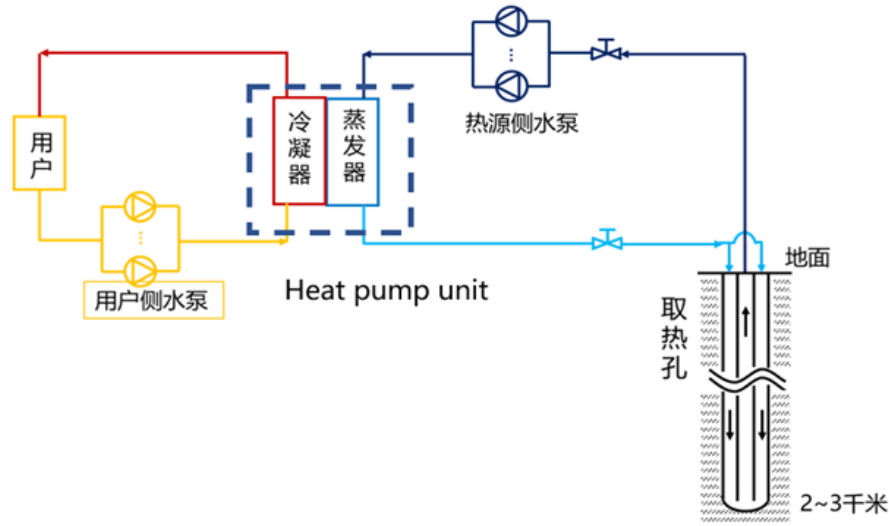 热源侧水泵
用户
冷凝器
蒸发器
用户侧水泵
Heat pump unit
地面
取热孔
2~3千米